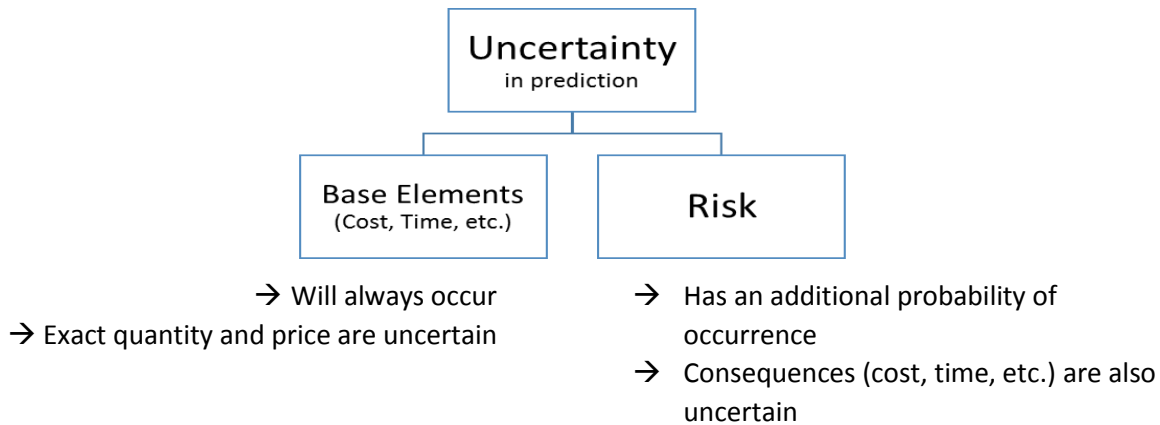 Uncertainty
in prediction
Base Elements
(Cost, Time, etc.)
Risk
→ Will always occur
→ Exact quantity and price are uncertain
→ Has an additional probability of
occurrence
→ Consequences (cost, time, etc.) are also
uncertain